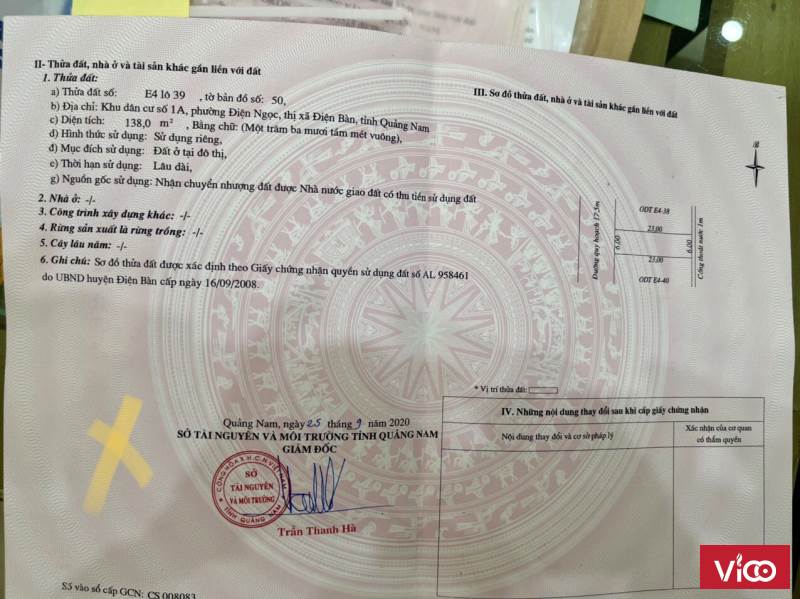 II- Thửa đất, nhà ở và tài sản khác gắn liền với đất
1. Thửa đất:
a) Thửa đất số: E4 lô 39 , tờ bản đồ số: 50,
b) Địa chỉ: Khu dân cư số 1A, phường Điện Ngọc, thị xã Điện Bàn, tỉnh Quảng Nam
c) Diện tích: 138,0 m² , Bằng chữ: (Một trăm ba mươi tám mét vuông),
d) Hình thức sử dụng: Sử dụng riêng,
đ) Mục đích sử dụng: Đất ở tại đô thị,
e) Thời hạn sử dụng: Lâu dài,
g) Nguồn gốc sử dụng: Nhận chuyển nhượng đất được Nhà nước giao đất có thu tiền sử dụng đất
2. Nhà ở: -/-
3. Công trình xây dựng khác: -/-
4. Rừng sản xuất là rừng trồng: -/-
5. Cây lâu năm: -/-
6. Ghi chú: Sơ đồ thửa đất được xác định theo Giấy chứng nhận quyền sử dụng đất số AL 958461
do UBND huyện Điện Bàn cấp ngày 16/09/2008.
Quảng Nam, ngày 25 tháng 9 năm 2020
SỞ TÀI NGUYÊN VÀ MÔI TRƯỜNG TỈNH QUẢNG NAM
GIÁM ĐỐC
CỘNG HÒA X.H.C.N VIỆT NAM
SỞ
TÀI NGUYÊN
VÀ MÔI TRƯỜNG
TỈNH QUẢNG NAM
Trần Thanh Hà
Số vào sổ cấp GCN: CS 008083
III. Sơ đồ thửa đất, nhà ở và tài sản khác gắn liền với đất
Đường quy hoạch 17,5m
ODT E4-38
23,00
6,00
6,00
23,00
ODT E4-40
Cống thoát nước 1m
* Vị trí thửa đất:
IV. Những nội dung thay đổi sau khi cấp giấy chứng nhận
Nội dung thay đổi và cơ sở pháp lý
Xác nhận của cơ quan
có thẩm quyền
ViCO